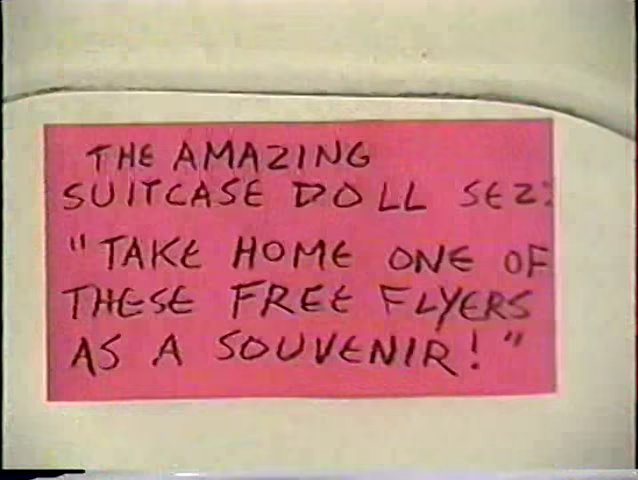 THE AMAZING
SUITCASE DOLL SEZ:
"TAKE HOME ONE OF
THESE FREE FLYERS
AS A SOUVENIR!"